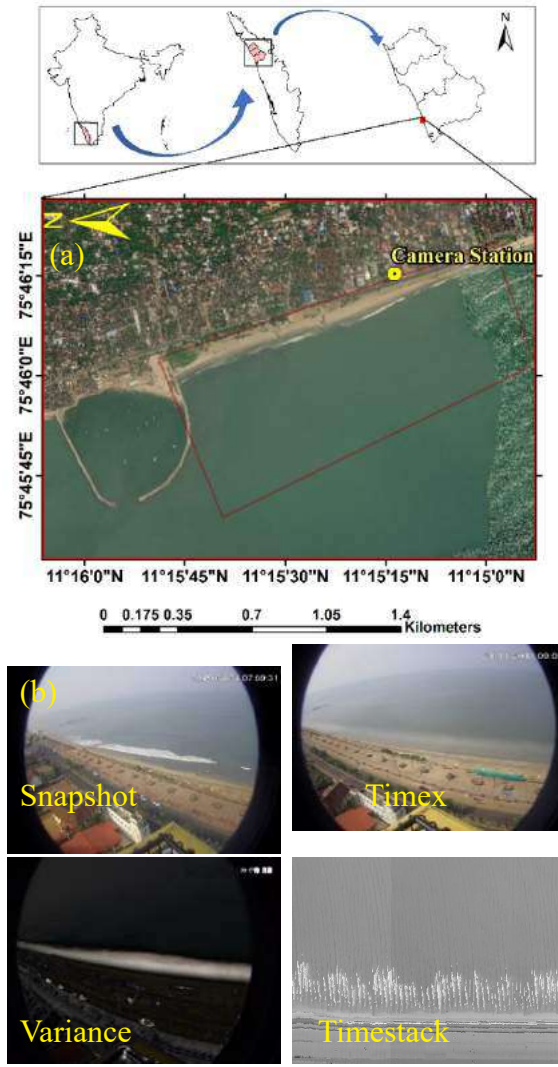 N
N
(a)
Camera Station
75°46'15"E
75°46'0"E
75°45'45"E
11°16'0"N 11°15'45"N 11°15'30"N 11°15'15"N 11°15'0"N
0 0.175 0.35 0.7 1.05 1.4
Kilometers
(b)
Snapshot
Timex
Variance
Timestack